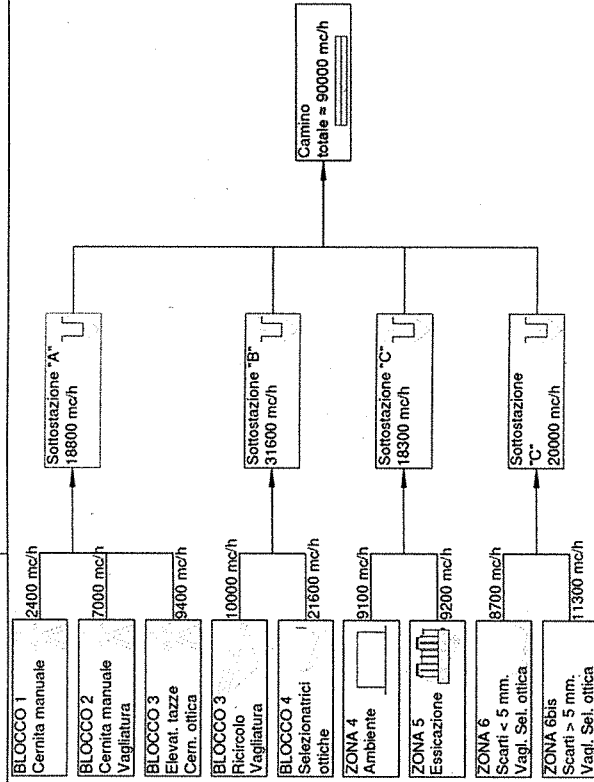 BLOCCO 1
Cernita manuale
2400 mc/h
BLOCCO 2
Cernita manuale
Vagliatura
7000 mc/h
BLOCCO 3
Elevat. tazze
Cern. ottica
9400 mc/h
Sottostazione "A"
18800 mc/h
BLOCCO 3
Ricircolo
Vagliatura
10000 mc/h
BLOCCO 4
Selezionatrici
ottiche
21600 mc/h
Sottostazione "B"
31600 mc/h
ZONA 4
Ambiente
9100 mc/h
ZONA 5
Essicazione
9200 mc/h
Sottostazione "C"
18300 mc/h
ZONA 6
Scarti < 5 mm.
Vagl. Sel. ottica
8700 mc/h
ZONA 6bis
Scarti > 5 mm.
Vagl. Sel. ottica
11300 mc/h
Sottostazione
"C"
20000 mc/h
Camino
totale ≈ 90000 mc/h